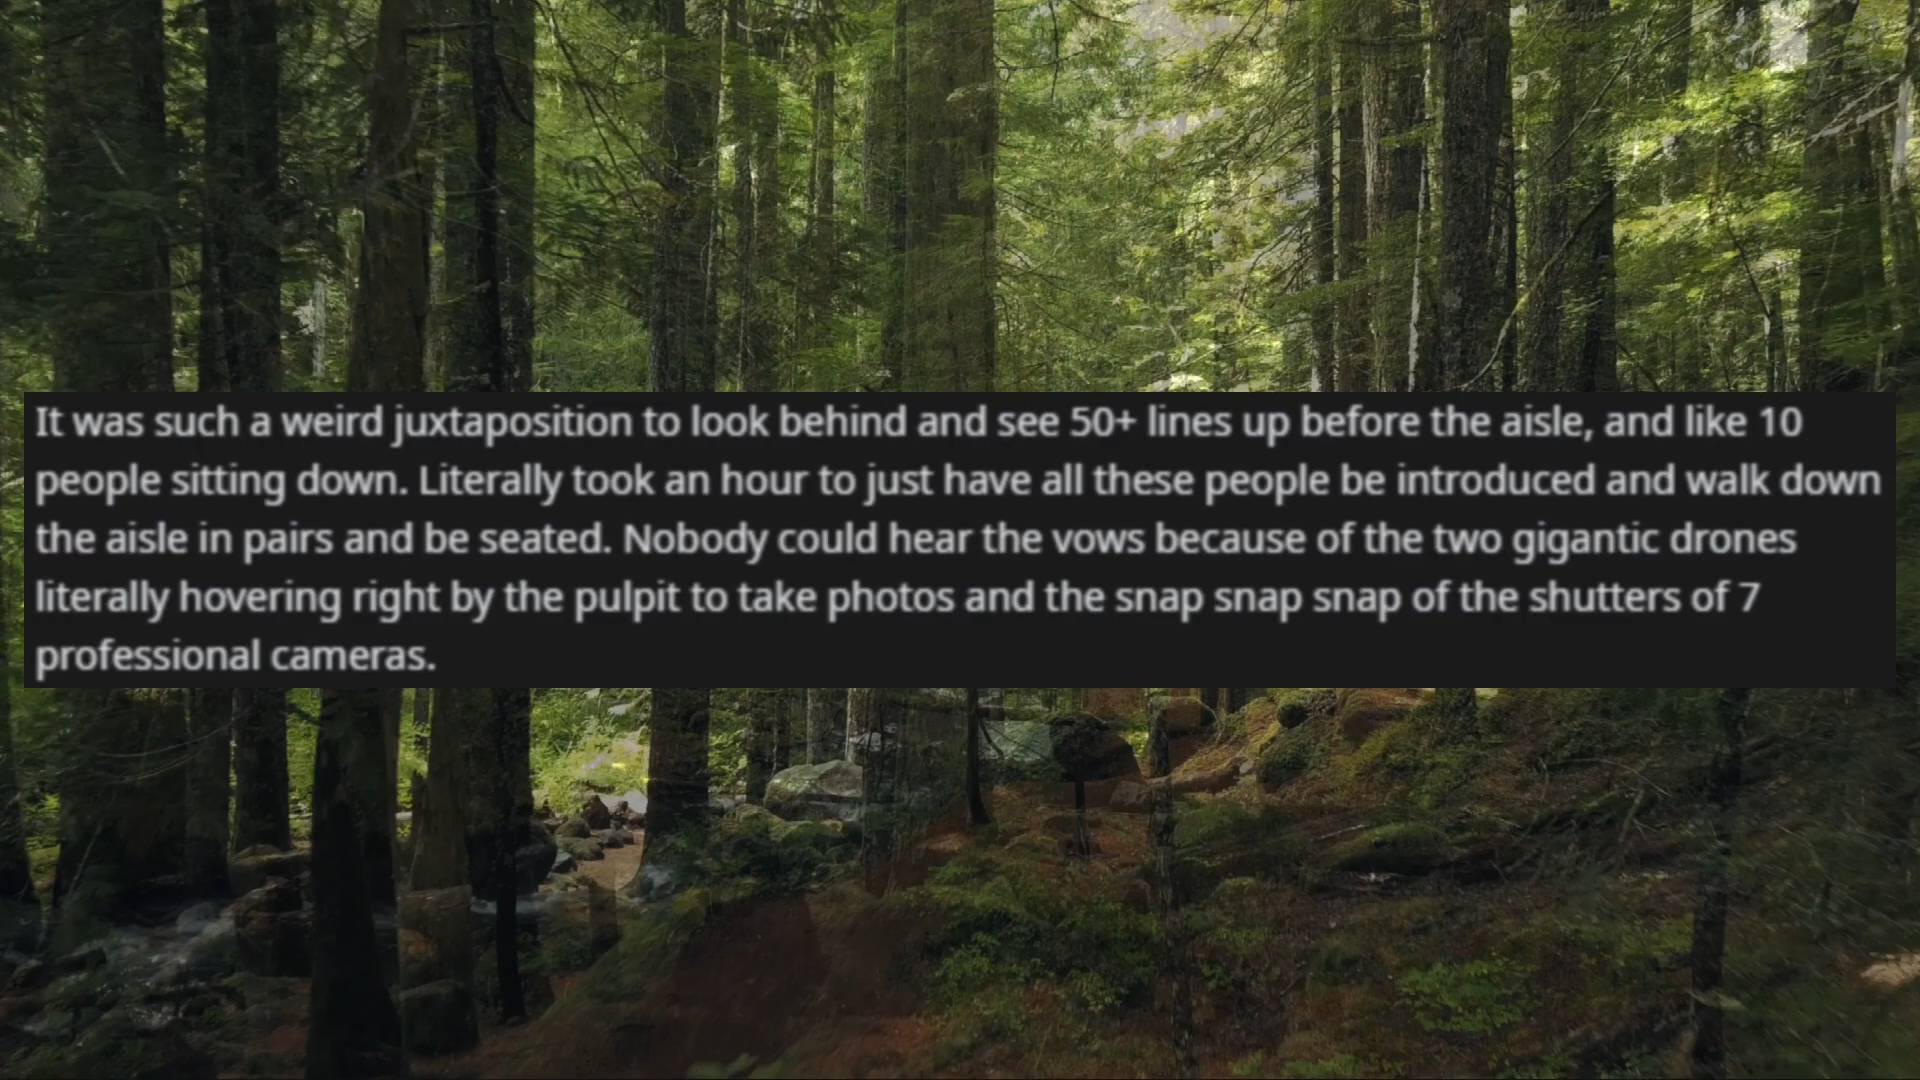 It was such a weird juxtaposition to look behind and see 50+ lines up before the aisle, and like 10
people sitting down. Literally took an hour to just have all these people be introduced and walk down
the aisle in pairs and be seated. Nobody could hear the vows because of the two gigantic drones
literally hovering right by the pulpit to take photos and the snap snap snap of the shutters of 7
professional cameras.